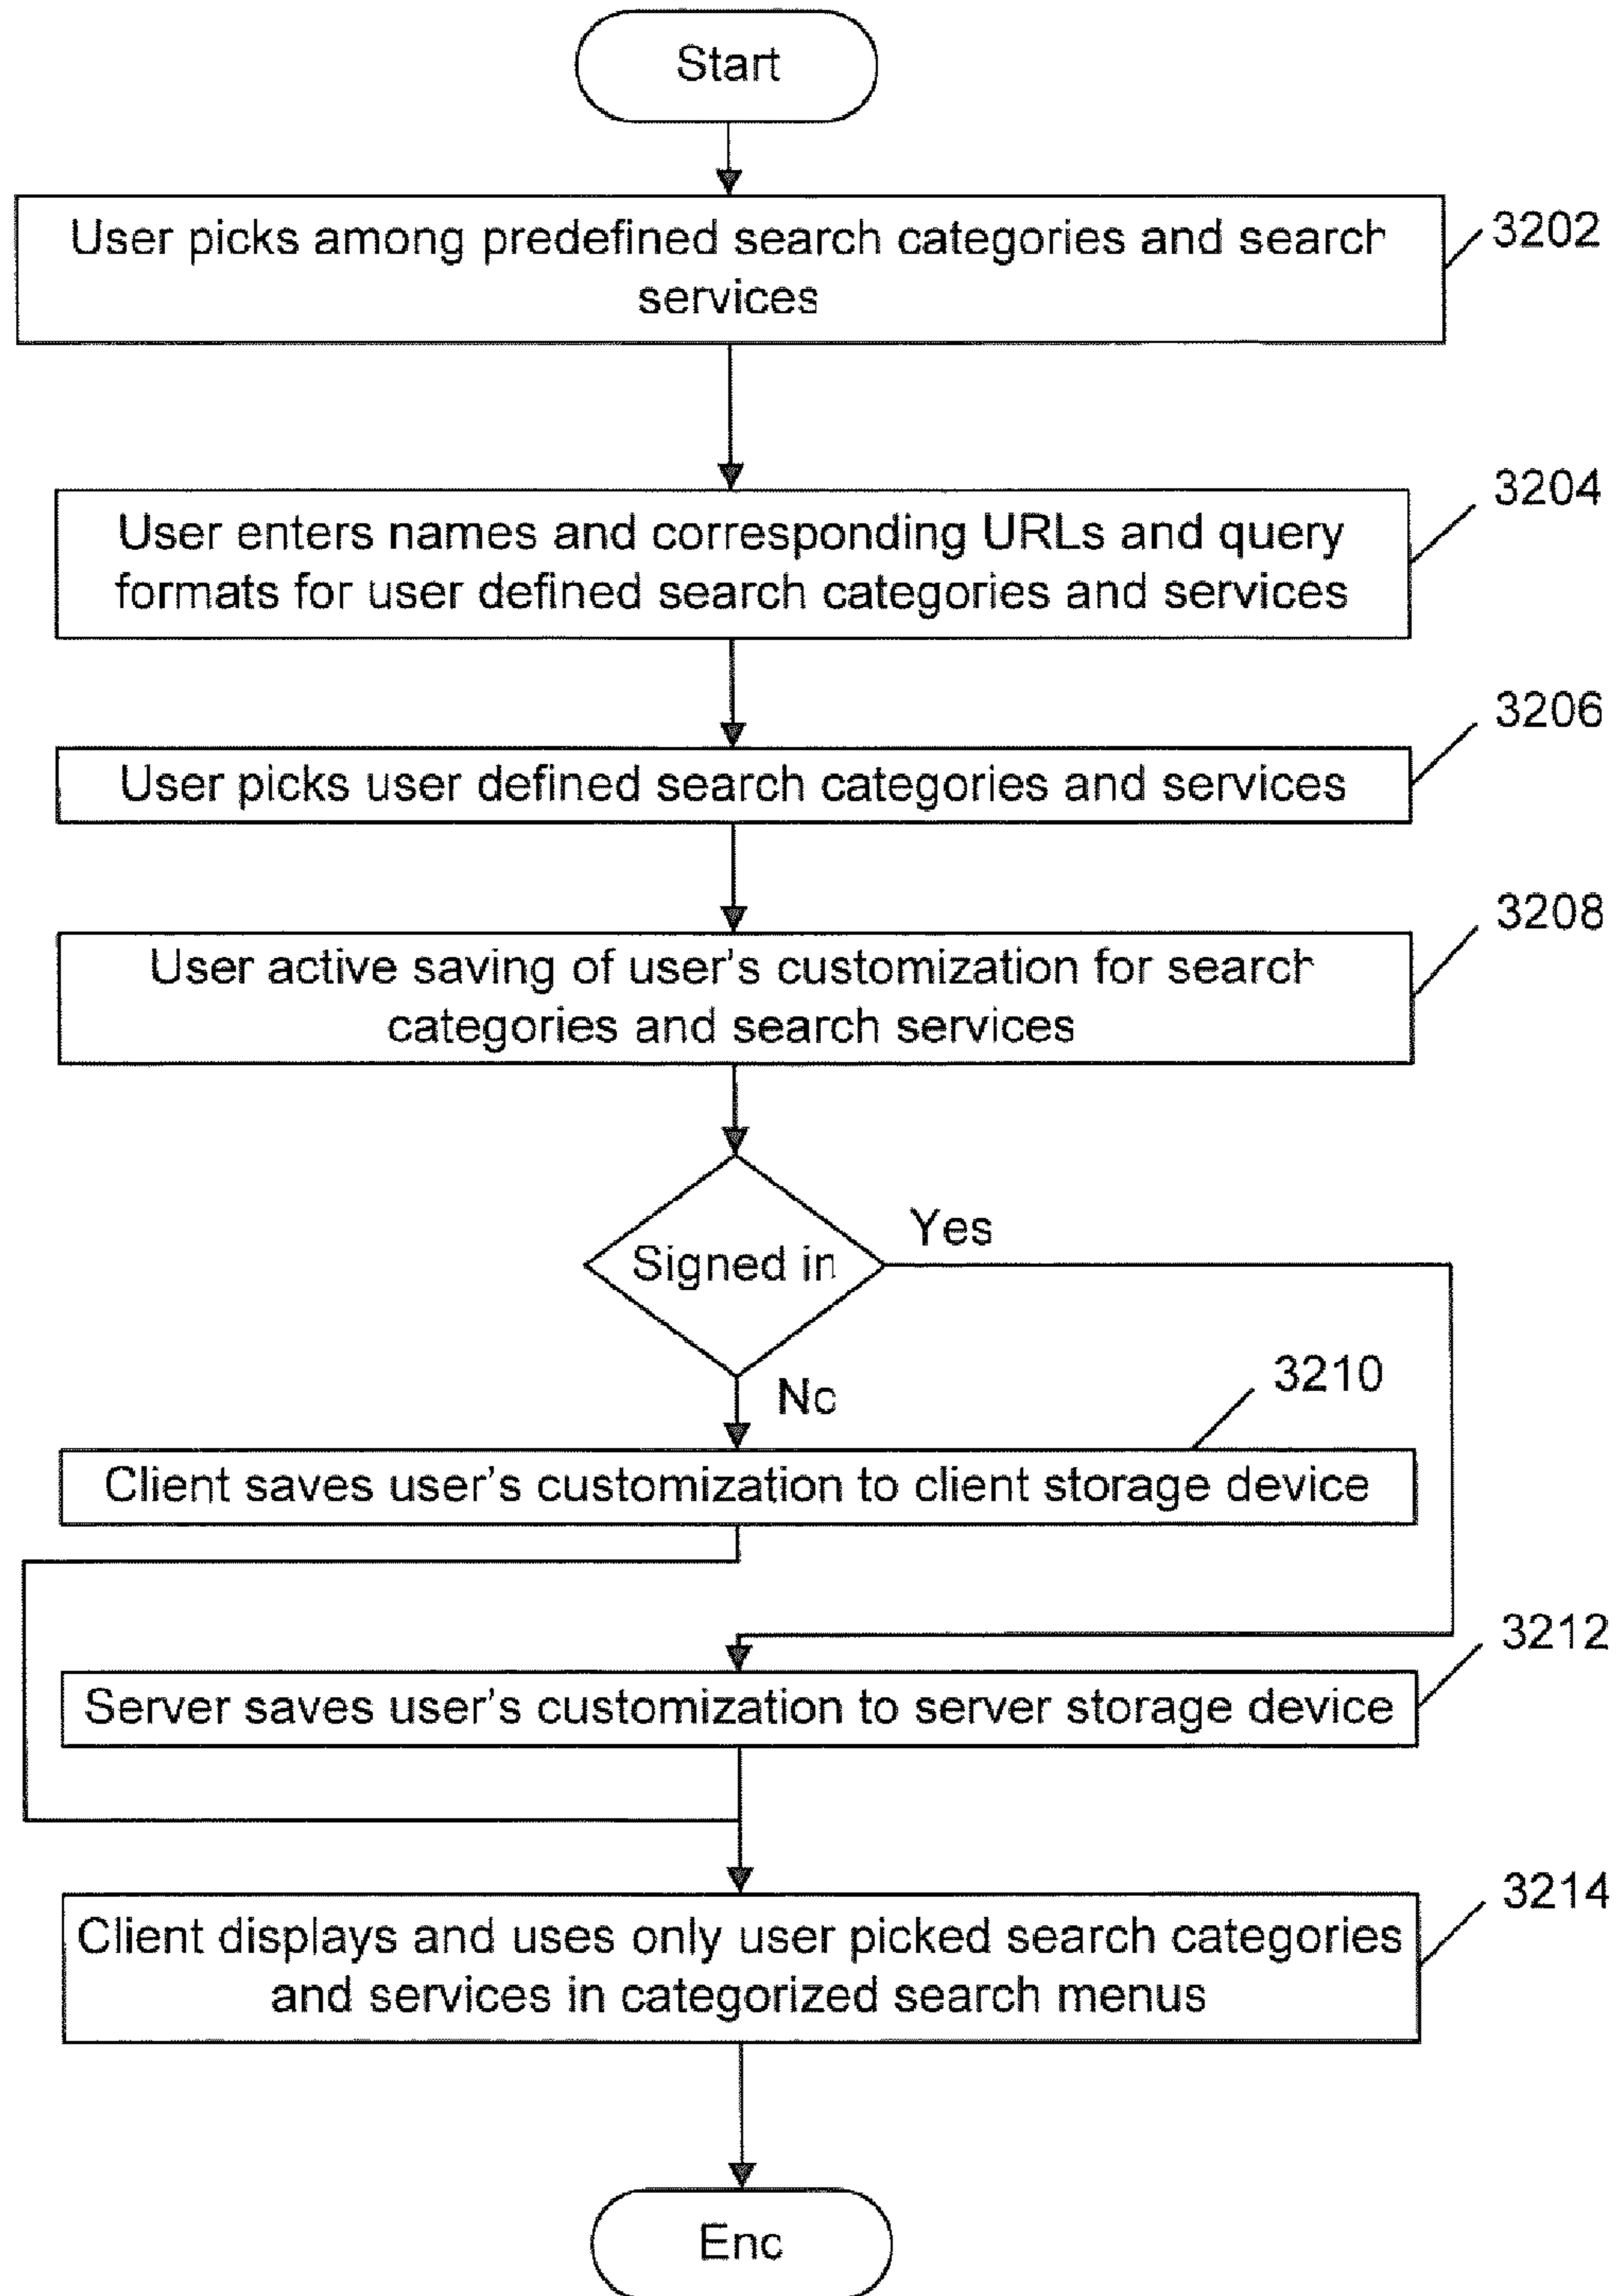 Start
User picks among predefined search categories and search
services
3202
User enters names and corresponding URLs and query
formats for user defined search categories and services
3204
User picks user defined search categories and services
3206
User active saving of user's customization for search
categories and search services
3208
Signed in
Yes
No
3210
Client saves user's customization to client storage device
3212
Server saves user's customization to server storage device
3214
Client displays and uses only user picked search categories
and services in categorized search menus
End